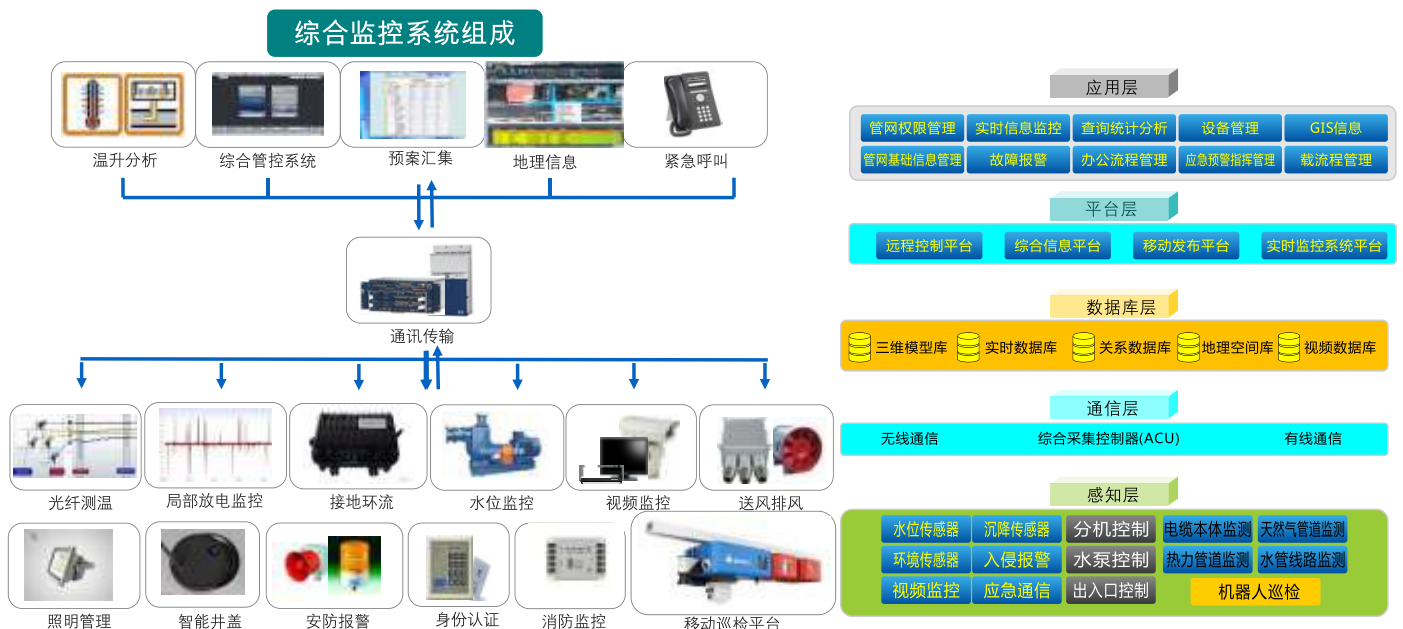 综合监控系统组成
温升分析
综合管控系统
预案汇集
地理信息
紧急呼叫
通讯传输
光纤测温
局部放电监控
接地环流
水位监控
视频监控
送风排风
照明管理
智能井盖
安防报警
身份认证
消防监控
移动巡检平台
应用层
管网权限管理
实时信息监控
查询统计分析
设备管理
GIS信息
管网基础信息管理
故障报警
办公流程管理
应急预警指挥管理
载流程管理
平台层
远程控制平台
综合信息平台
移动发布平台
实时监控系统平台
数据库层
三维模型库
实时数据库
关系数据库
地理空间库
视频数据库
通信层
无线通信
综合采集控制器(ACU)
有线通信
感知层
水位传感器
沉降传感器
分机控制
电缆本体监测
天然气管道监测
环境传感器
入侵报警
水泵控制
热力管道监测
水管线路监测
视频监控
应急通信
出入口控制
机器人巡检